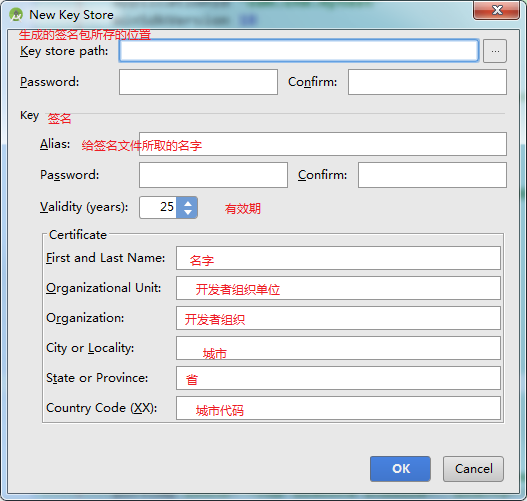 New Key Store
生成的签名包所存的位置
Key store path:
...
Password:
Confirm:
Key 签名
Alias: 给签名文件所取的名字
Password:
Confirm:
Validity (years): 25 有效期
Certificate
First and Last Name: 名字
Organizational Unit: 开发者组织单位
Organization: 开发者组织
City or Locality: 城市
State or Province: 省
Country Code (XX): 城市代码
OK
Cancel